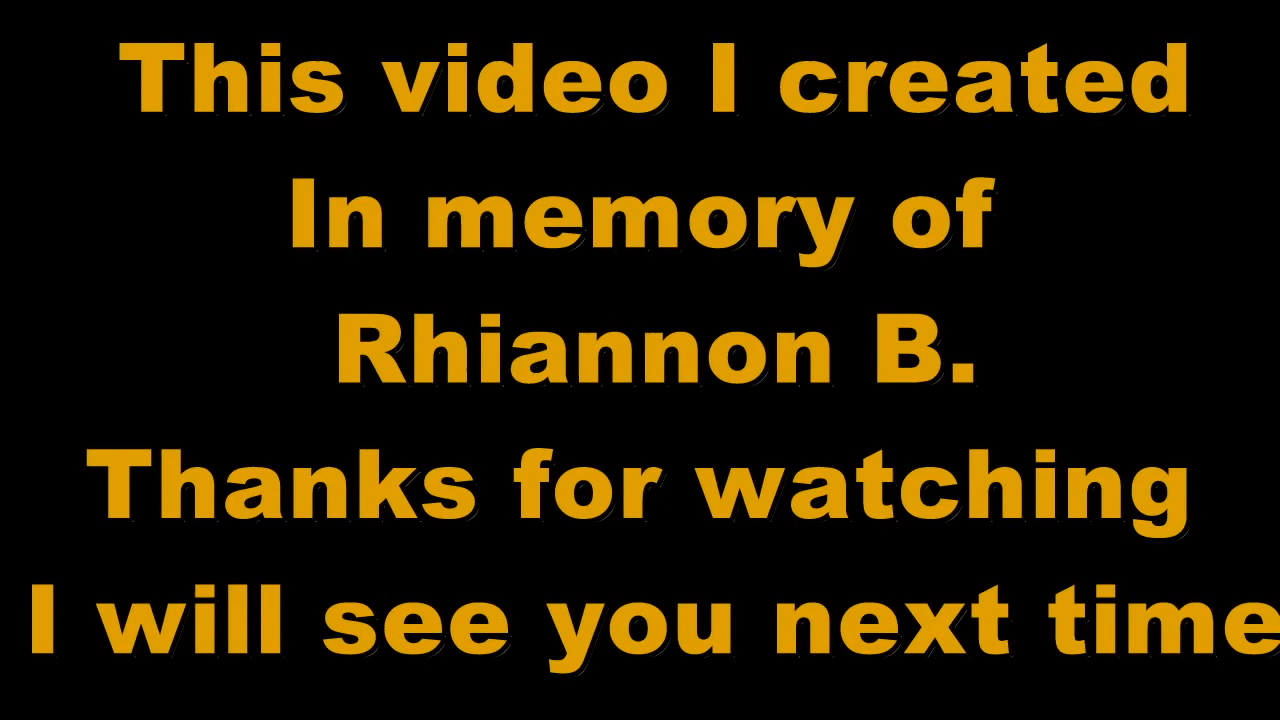 This video I created
In memory of
Rhiannon B.
Thanks for watching
I will see you next time